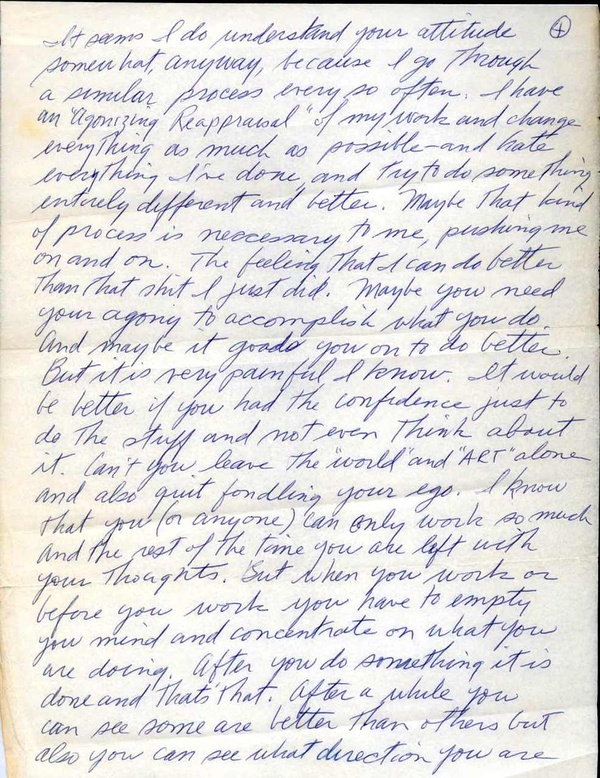 It seems I do understand your attitude ④
somewhat, anyway, because I go through
a similar process every so often. I have
an "Agonizing Reappraisal" of my work and change
everything as much as possible—and hate
everything I've done, and try to do something
entirely different and better. Maybe that kind
of process is neccessary to me, pushing me
on and on. The feeling that I can do better
than that shit I just did. Maybe you need
your agony to accomplish what you do.
And maybe it goads you on to do better.
But it is very painful I know. It would
be better if you had the confidence just to
do the stuff and not even think about
it. Can't you leave the "world" and "ART" alone
and also quit fondling your ego. I know
that you (or anyone) can only work so much
and the rest of the time you are left with
your thoughts. But when you work or
before you work you have to empty
you mind and concentrate on what you
are doing. After you do something it is
done and that's that. After a while you
can see some are better than others but
also you can see what direction you are